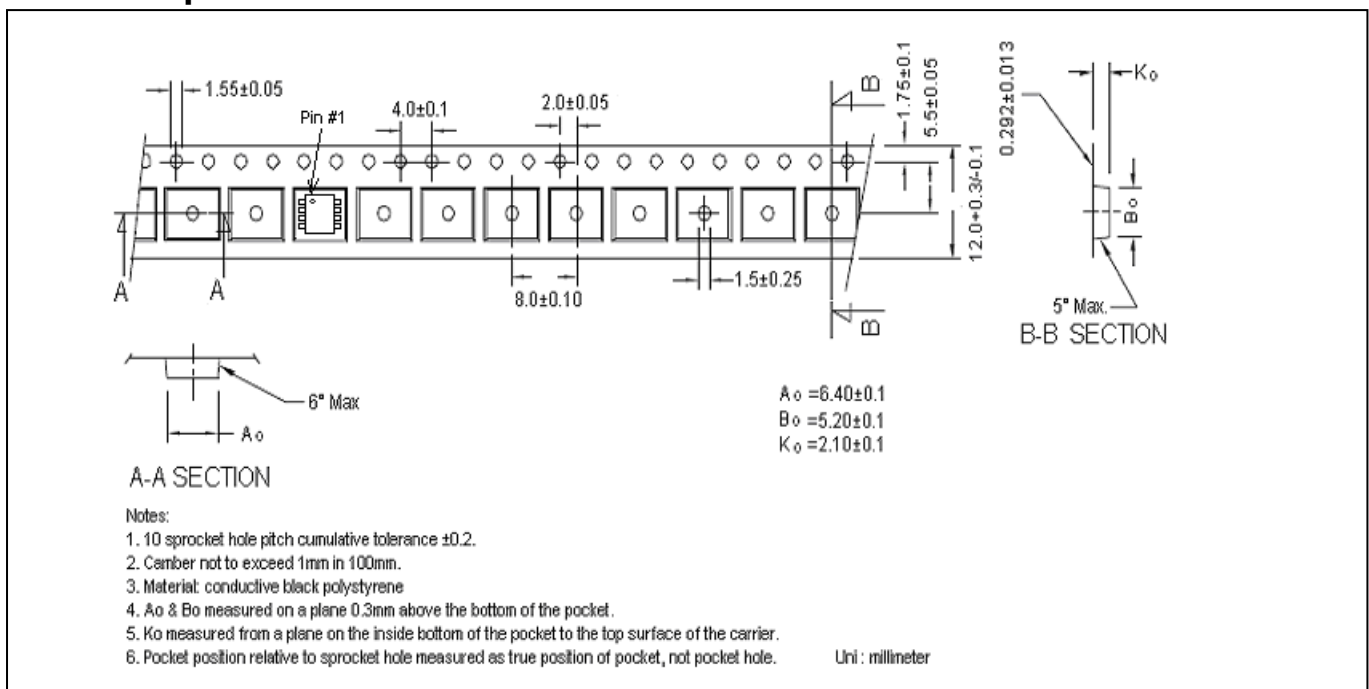 1.55±0.05
Pin #1
4.0±0.1
2.0±0.05
B
1.75±0.1
5.5±0.05
12.0+0.3/-0.1
0.292±0.013
Ko
Bo
5° Max.
B-B SECTION
A
A
8.0±0.10
1.5±0.25
B
6° Max
Ao
A-A SECTION
Ao =6.40±0.1
Bo =5.20±0.1
Ko =2.10±0.1
Notes:
1. 10 sprocket hole pitch cumulative tolerance ±0.2.
2. Camber not to exceed 1mm in 100mm.
3. Material: conductive black polystyrene
4. Ao & Bo measured on a plane 0.3mm above the bottom of the pocket.
5. Ko measured from a plane on the inside bottom of the pocket to the top surface of the carrier.
6. Pocket position relative to sprocket hole measured as true position of pocket, not pocket hole.
Uni : millimeter